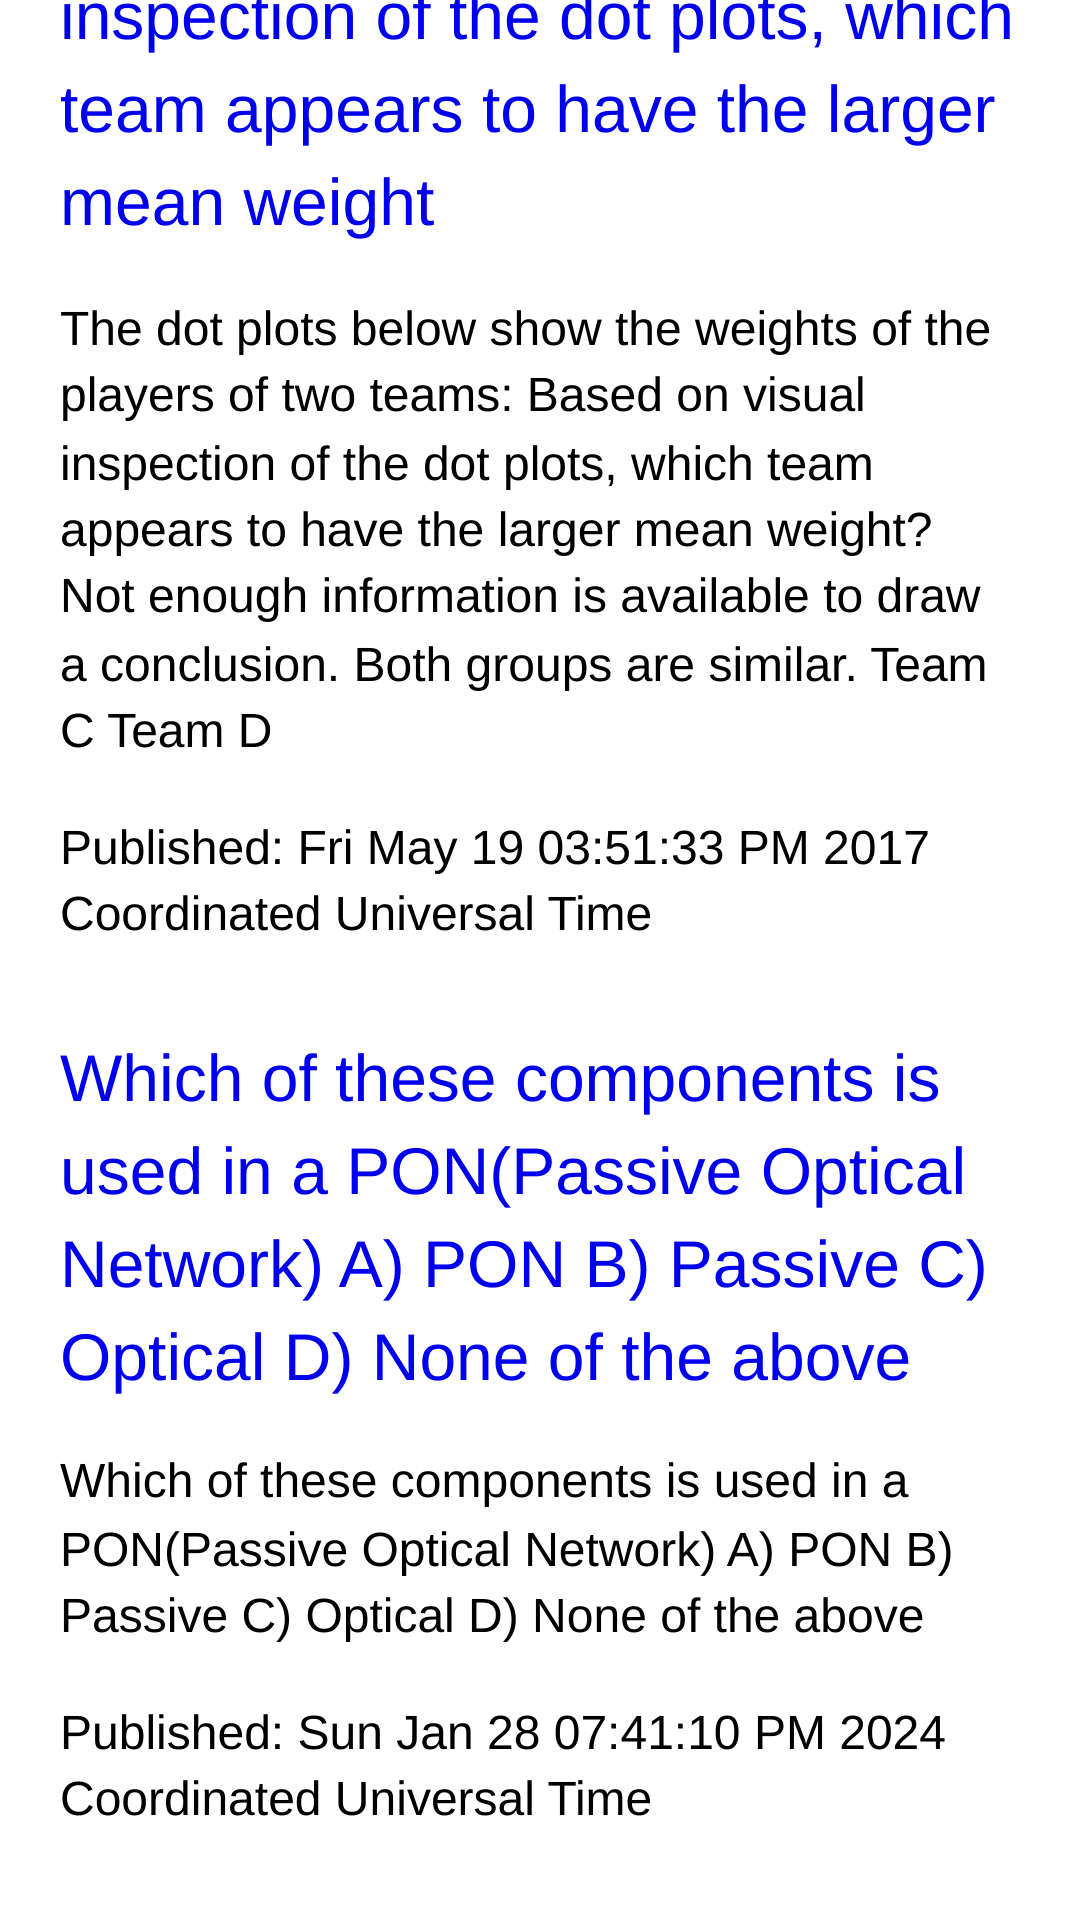 inspection of the dot plots, which
team appears to have the larger
mean weight
The dot plots below show the weights of the
players of two teams: Based on visual
inspection of the dot plots, which team
appears to have the larger mean weight?
Not enough information is available to draw
a conclusion. Both groups are similar. Team
C Team D
Published: Fri May 19 03:51:33 PM 2017
Coordinated Universal Time
Which of these components is
used in a PON(Passive Optical
Network) A) PON B) Passive C)
Optical D) None of the above
Which of these components is used in a
PON(Passive Optical Network) A) PON B)
Passive C) Optical D) None of the above
Published: Sun Jan 28 07:41:10 PM 2024
Coordinated Universal Time